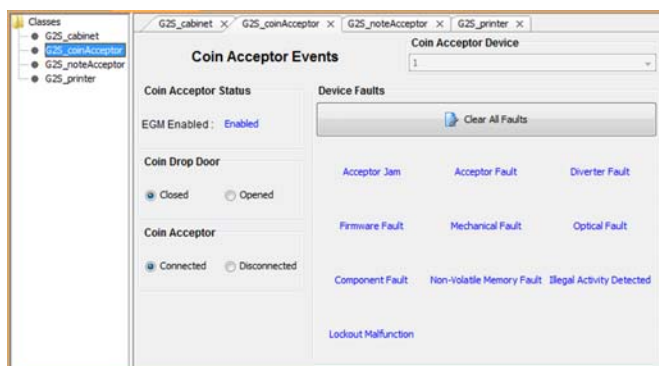 Classes
G2S_cabinet
G2S_coinAcceptor
G2S_noteAcceptor
G2S_printer
G2S_cabinet G2S_coinAcceptor G2S_noteAcceptor G2S_printer
Coin Acceptor Events
Coin Acceptor Device
1
Coin Acceptor Status
EGM Enabled : Enabled
Coin Drop Door
Closed Opened
Coin Acceptor
Connected Disconnected
Device Faults
Clear All Faults
Acceptor Jam Acceptor Fault Diverter Fault
Firmware Fault Mechanical Fault Optical Fault
Component Fault Non-Volatile Memory Fault Illegal Activity Detected
Lockout Malfunction